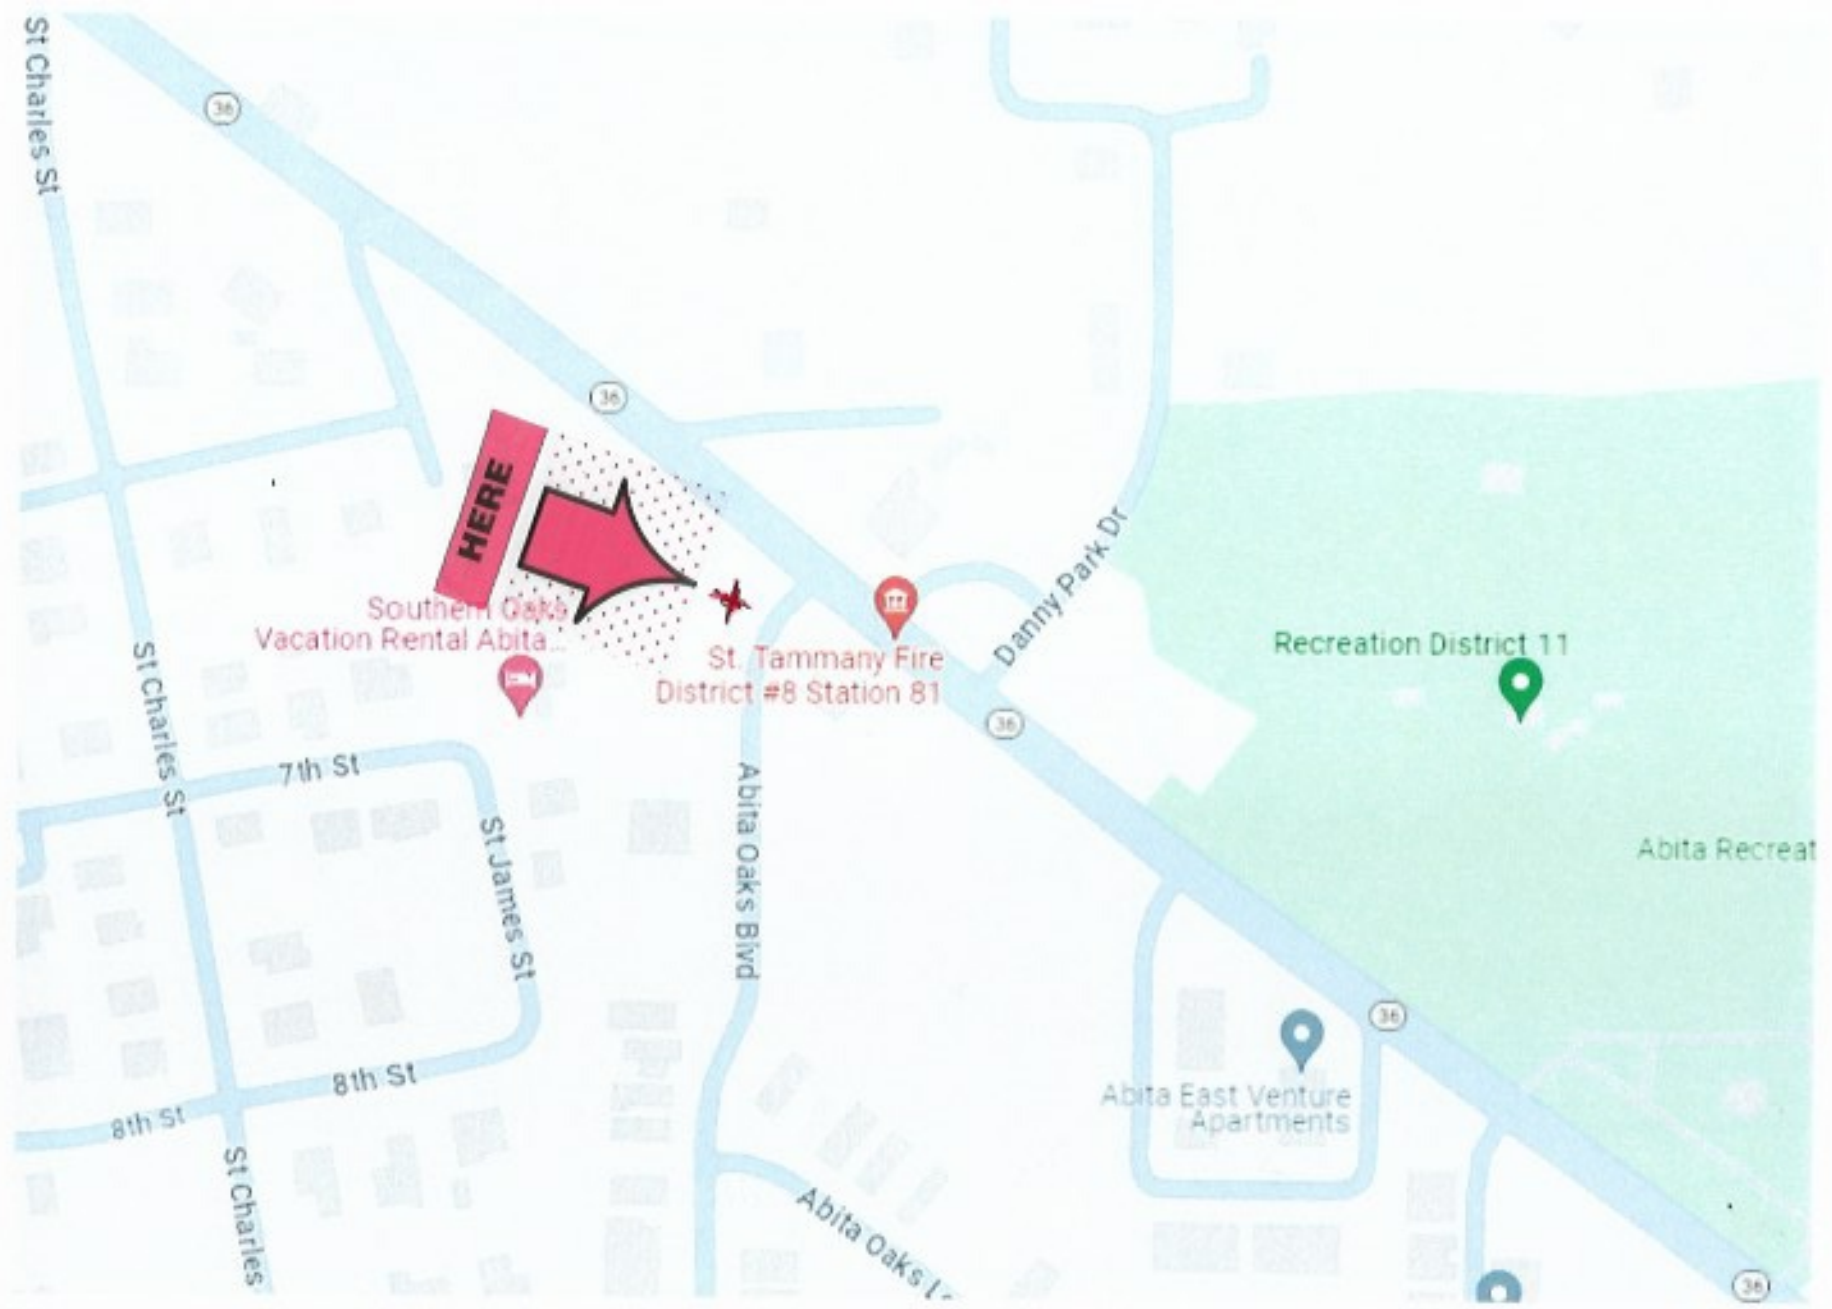 St Charles St
36
36
HERE
Southern Oaks
Vacation Rental Abita...
St. Tammany Fire
District #8 Station 81
Danny Park Dr
Recreation District 11
36
St Charles St
7th St
St James St
Abita Oaks Blvd
Abita Recreat
36
Abita East Venture
Apartments
8th St
8th St
St Charles
Abita Oaks
36